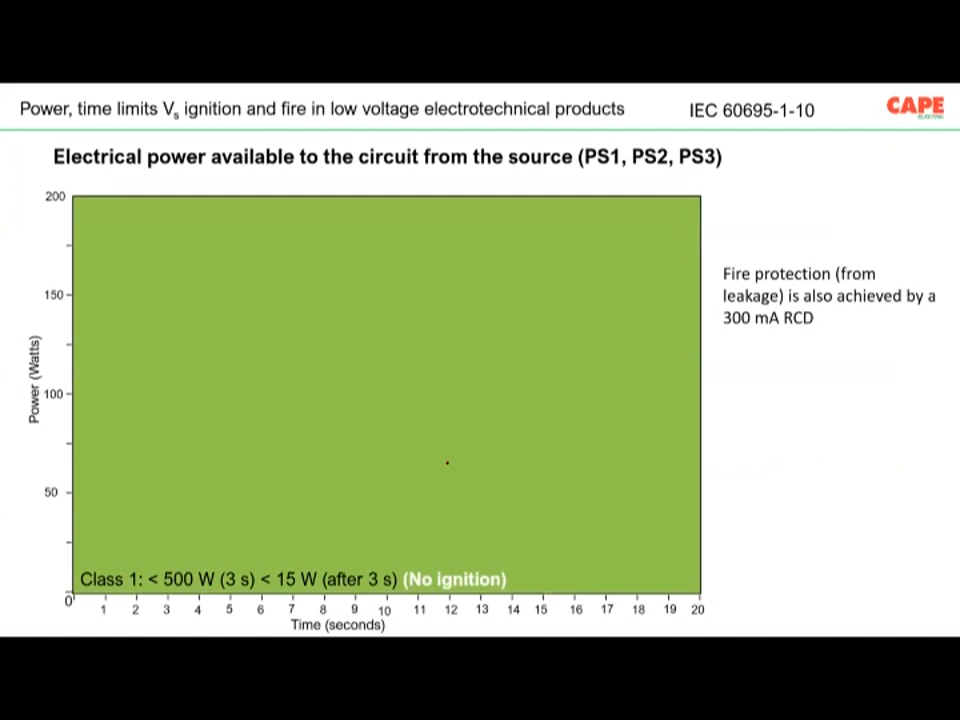 Power, time limits Vs ignition and fire in low voltage electrotechnical products
IEC 60695-1-10
CAPE
ELECTRIC
Electrical power available to the circuit from the source (PS1, PS2, PS3)
200
150
100
50
0
Power (Watts)
Fire protection (from
leakage) is also achieved by a
300 mA RCD
Class 1: < 500 W (3 s) < 15 W (after 3 s) (No ignition)
1 2 3 4 5 6 7 8 9 10 11 12 13 14 15 16 17 18 19 20
Time (seconds)